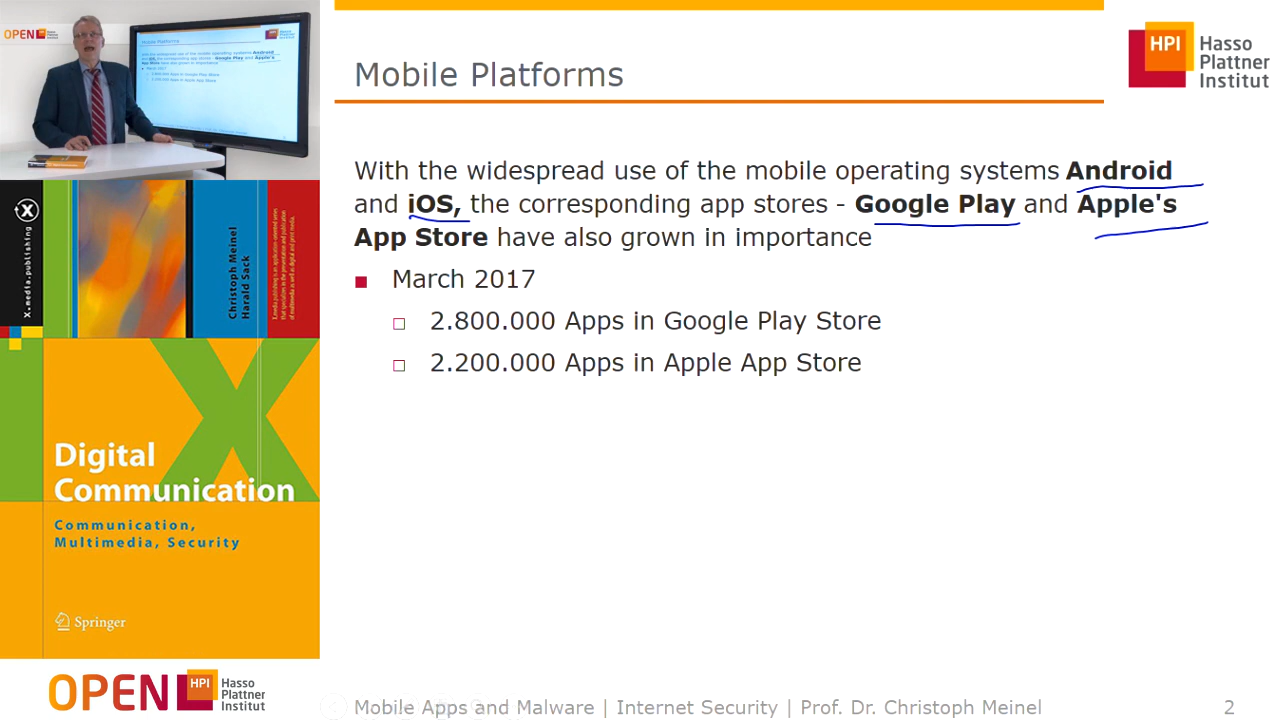 OPEN HPI
Mobile Platforms
HPI Hasso
Plattner
Institut
With the widespread use of the mobile operating systems Android
and iOS, the corresponding app stores - Google Play and Apple's
App Store have also grown in importance
■ March 2017
□ 2.800.000 Apps in Google Play Store
□ 2.200.000 Apps in Apple App Store
X
X.media.publishing
Christoph Meinel
Harald Sack
Digital
Communication
Communication,
Multimedia, Security
Springer
OPEN HPI Hasso
Plattner
Institut
Mobile Apps and Malware | Internet Security | Prof. Dr. Christoph Meinel
2